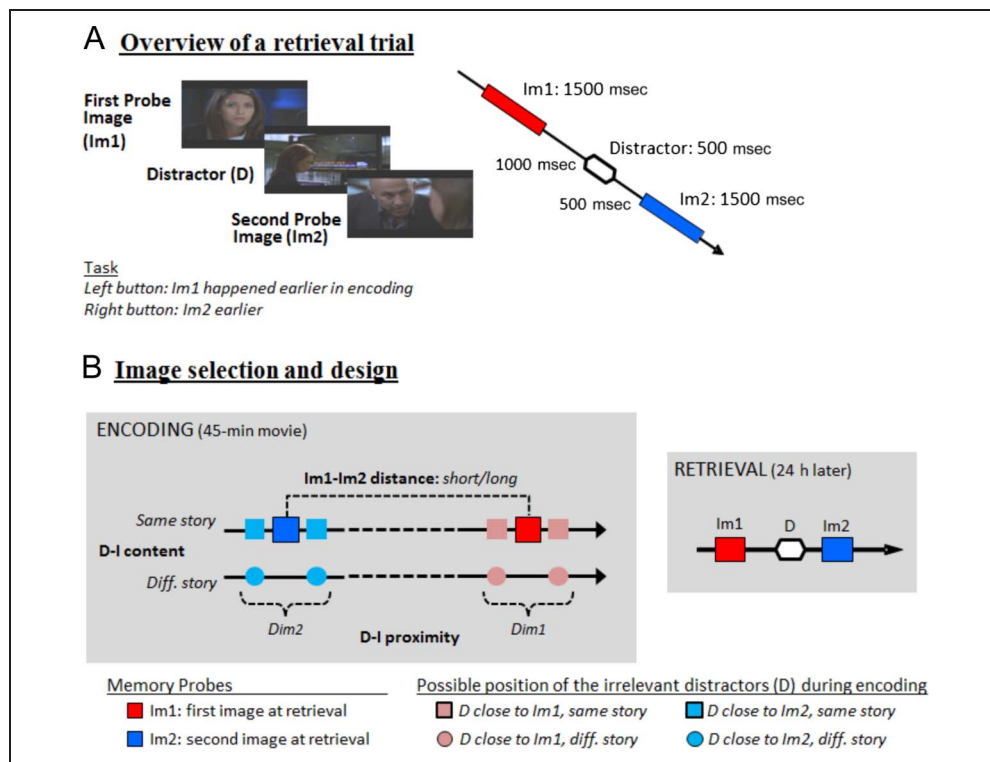 A Overview of a retrieval trial
First Probe
Image
(Im1)
Distractor (D)
Second Probe
Image (Im2)
Im1: 1500 msec
Distractor: 500 msec
1000 msec
500 msec
Im2: 1500 msec
Task
Left button: Im1 happened earlier in encoding
Right button: Im2 earlier
B Image selection and design
ENCODING (45-min movie)
Im1-Im2 distance: short/long
Same story
D-I content
Diff. story
Dim2
D-I proximity
Dim1
RETRIEVAL (24 h later)
Im1 D Im2
Memory Probes
Im1: first image at retrieval
Im2: second image at retrieval
Possible position of the irrelevant distractors (D) during encoding
D close to Im1, same story
D close to Im2, same story
D close to Im1, diff. story
D close to Im2, diff. story